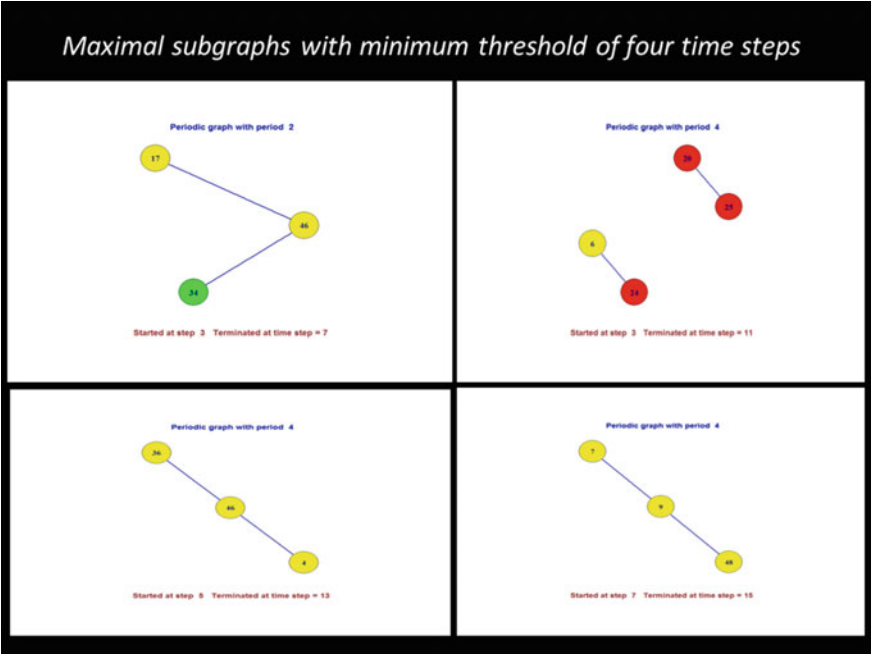 Maximal subgraphs with minimum threshold of four time steps
Periodic graph with period 2
17
46
34
Started at step 3 Terminated at time step = 7
Periodic graph with period 4
20
25
6
24
Started at step 3 Terminated at time step = 11
Periodic graph with period 4
36
46
4
Started at step 5 Terminated at time step = 13
Periodic graph with period 4
7
9
48
Started at step 7 Terminated at time step = 15